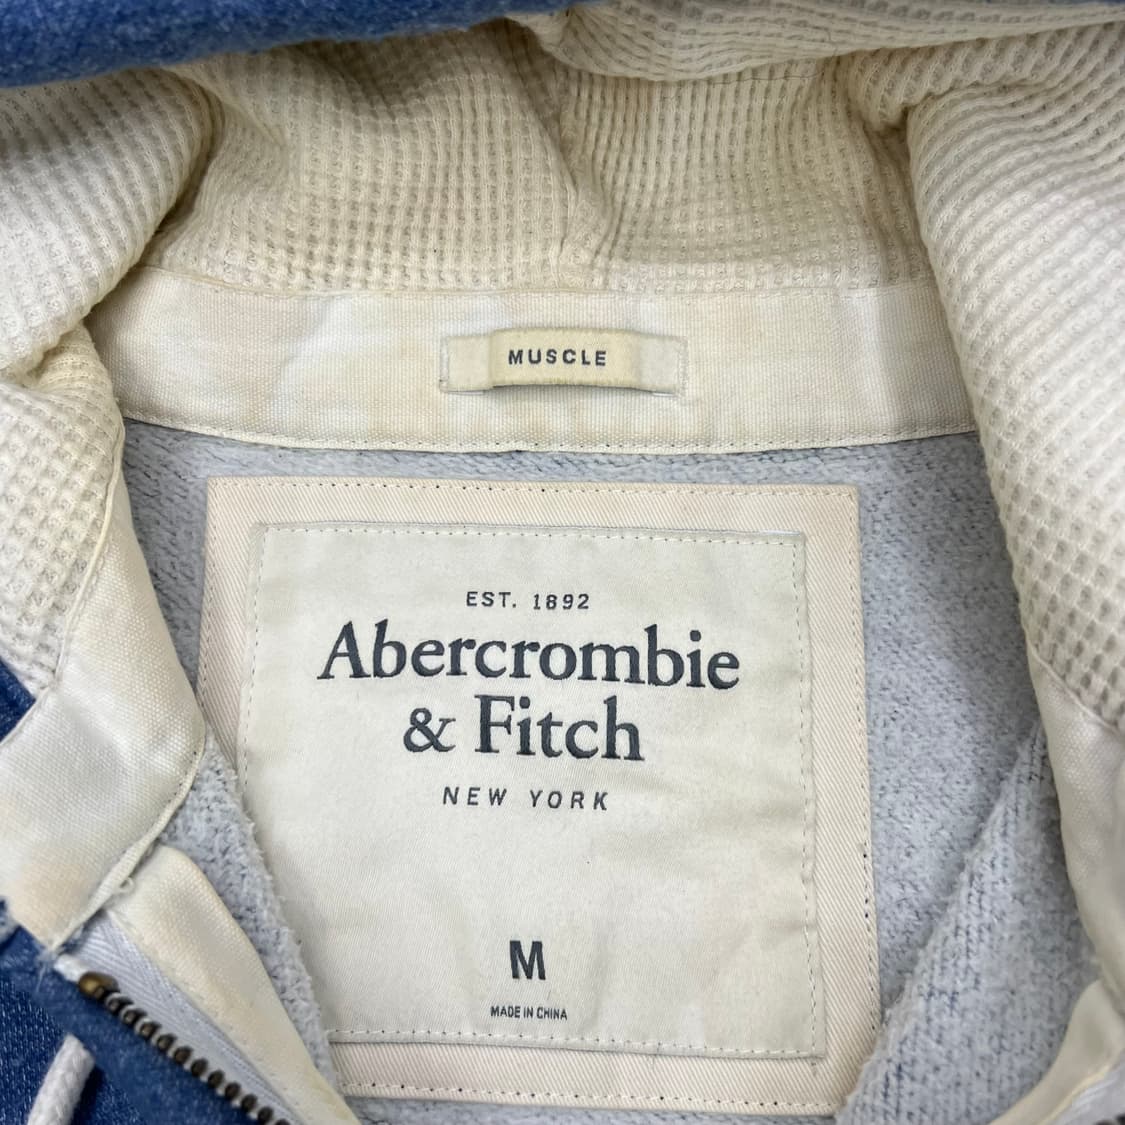 MUSCLE
EST. 1892
Abercrombie
& Fitch
NEW YORK
M
MADE IN CHINA